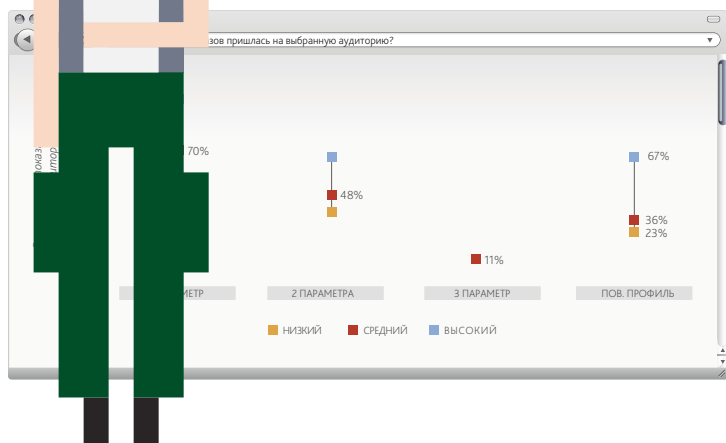 зов пришлась на выбранную аудиторию?
70%
67%
48%
36%
23%
11%
2 ПАРАМЕТРА
3 ПАРАМЕТР
ПОВ. ПРОФИЛЬ
НИЗКИЙ
СРЕДНИЙ
ВЫСОКИЙ